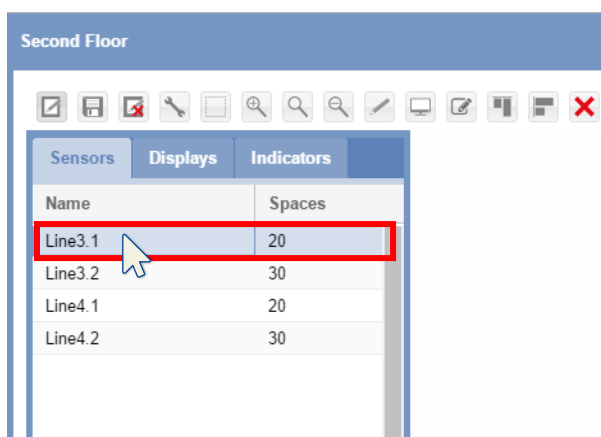 Second Floor
Sensors Displays Indicators
Name Spaces
Line3.1 20
Line3.2 30
Line4.1 20
Line4.2 30